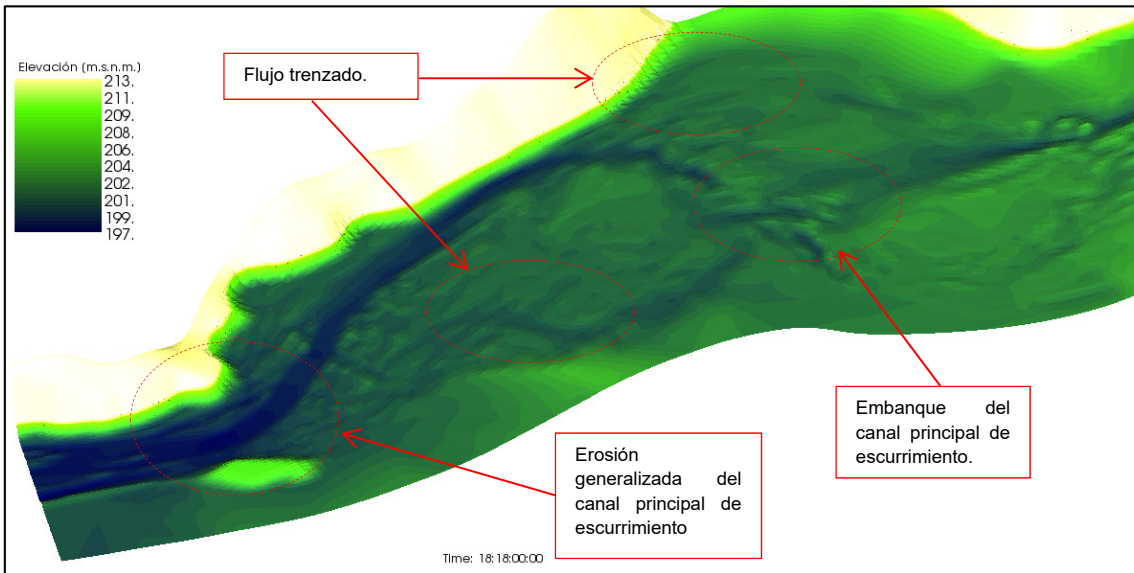 Elevación (m.s.n.m.)
213.
211.
209.
208.
206.
204.
202.
201.
199.
197.
Flujo trenzado.
Embanque del
canal principal de
escurrimiento.
Erosión
generalizada del
canal principal de
escurrimiento
Time: 18:18:00:00